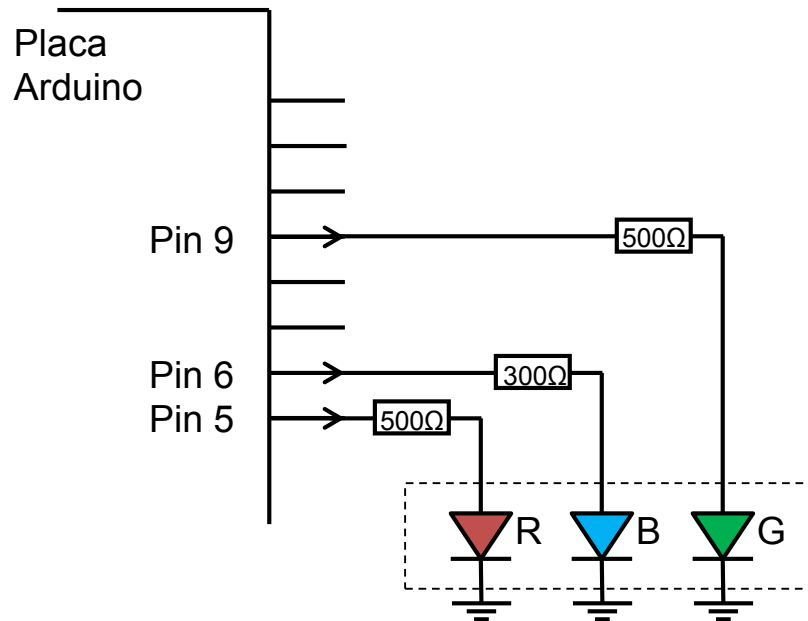 Placa
Arduino
Pin 9
500Ω
Pin 6
300Ω
Pin 5
500Ω
R
B
G